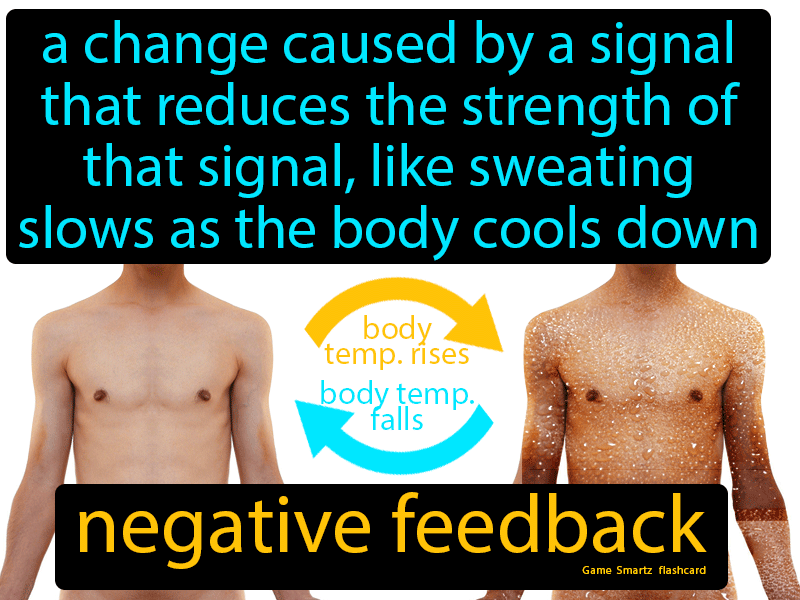 a change caused by a signal
that reduces the strength of
that signal, like sweating
slows as the body cools down
body
temp. rises
body temp.
falls
negative feedback
Game Smartz flashcard